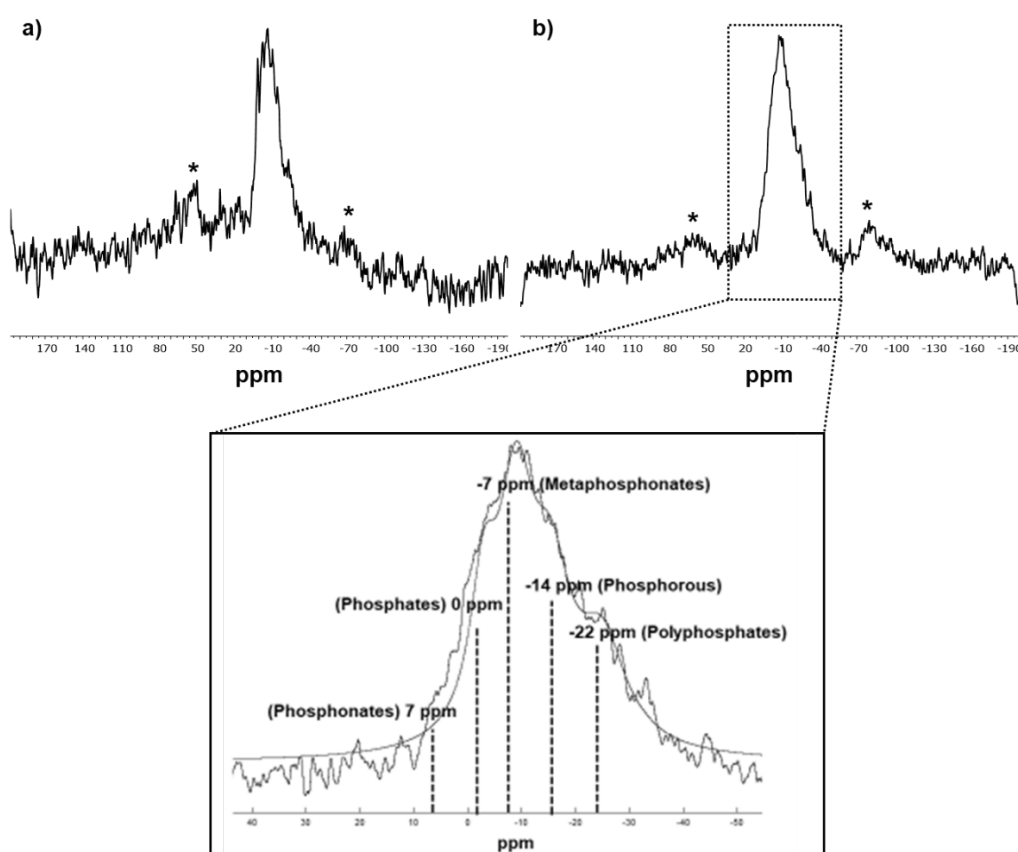 a)
b)
*
*
*
*
170 140 110 80 50 20 -10 -40 -70 -100 -130 -160 -190
170 140 110 80 50 20 -10 -40 -70 -100 -130 -160 -190
ppm
ppm
-7 ppm (Metaphosphonates)
-14 ppm (Phosphorous)
(Phosphates) 0 ppm
-22 ppm (Polyphosphates)
(Phosphonates) 7 ppm
40 30 20 10 0 -10 -20 -30 -40 -50
ppm